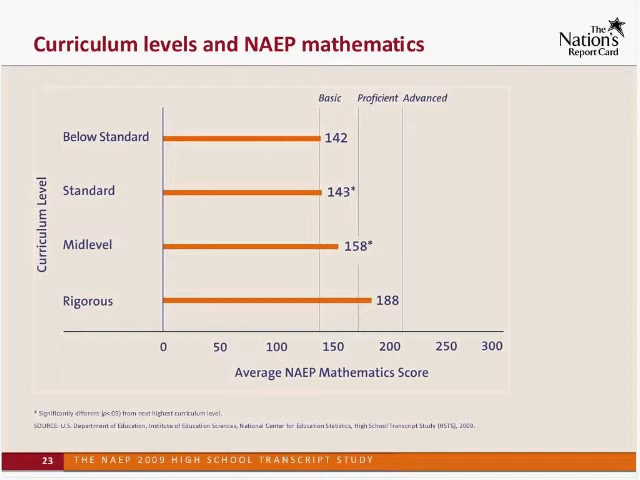 Curriculum levels and NAEP mathematics
The
Nation's
Report Card
Basic Proficient Advanced
Below Standard 142
Standard 143*
Midlevel 158*
Rigorous 188
Curriculum Level
0 50 100 150 200 250 300
Average NAEP Mathematics Score
* Significantly different (p<.05) from next highest curriculum level.
SOURCE: U.S. Department of Education, Institute of Education Sciences, National Center for Education Statistics, High School Transcript Study (HSTS), 2009.
23 THE NAEP 2009 HIGH SCHOOL TRANSCRIPT STUDY